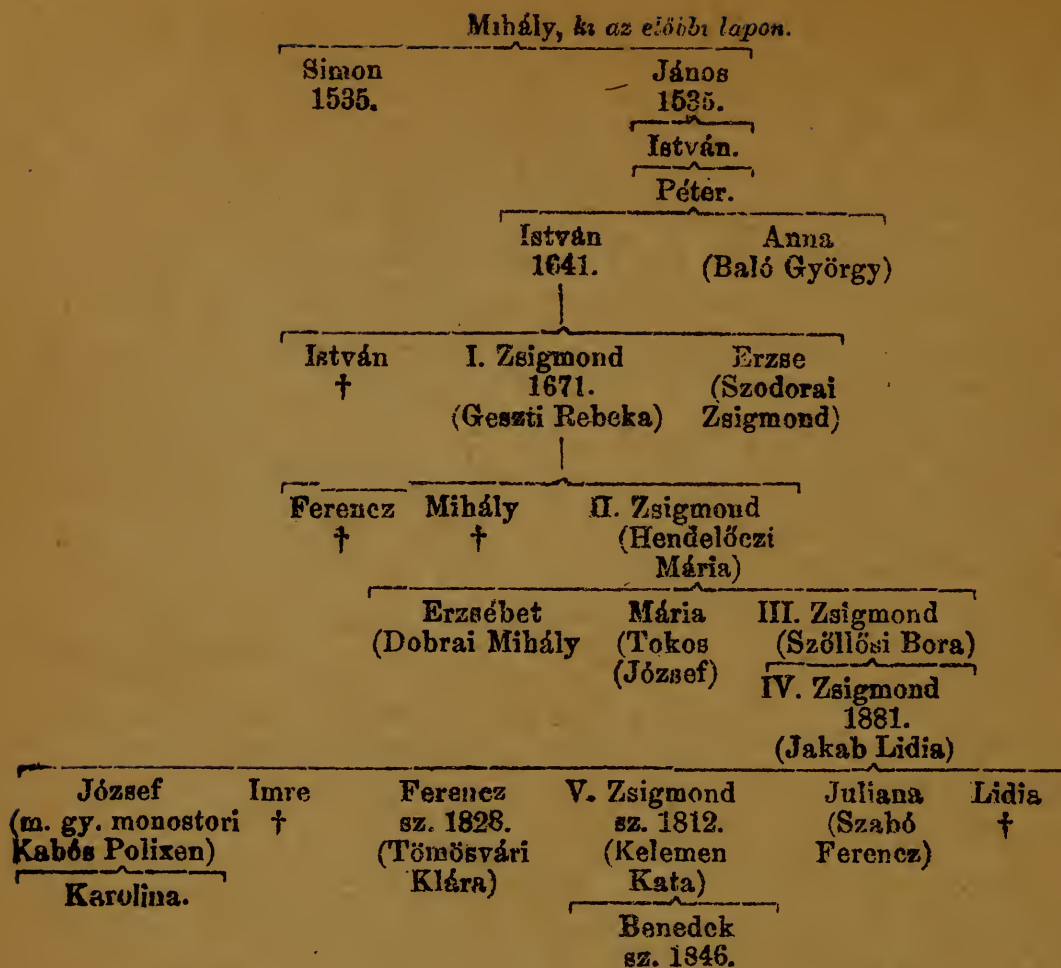 Mihály, ki az előbbi lapon.
Simon János
1535. 1535.
István.
Péter.
István Anna
1641. (Baló György)
István I. Zsigmond Erzse
† 1671. (Szodorai
(Geszti Rebeka) Zsigmond)
Ferencz Mihály II. Zsigmond
† † (Hendelőczi
Mária)
Erzsébet Mária III. Zsigmond
(Dobrai Mihály (Tokos (Szöllősi Bora)
(József) IV. Zsigmond
1881.
(Jakab Lidia)
József Imre Ferencz V. Zsigmond Juliana Lidia
(m. gy. monostori † sz. 1828. sz. 1812. (Szabó †
Kabós Polixen) (Tömösvári (Kelemen Ferencz)
Karolina. Klára) Kata)
Benedek
sz. 1846.